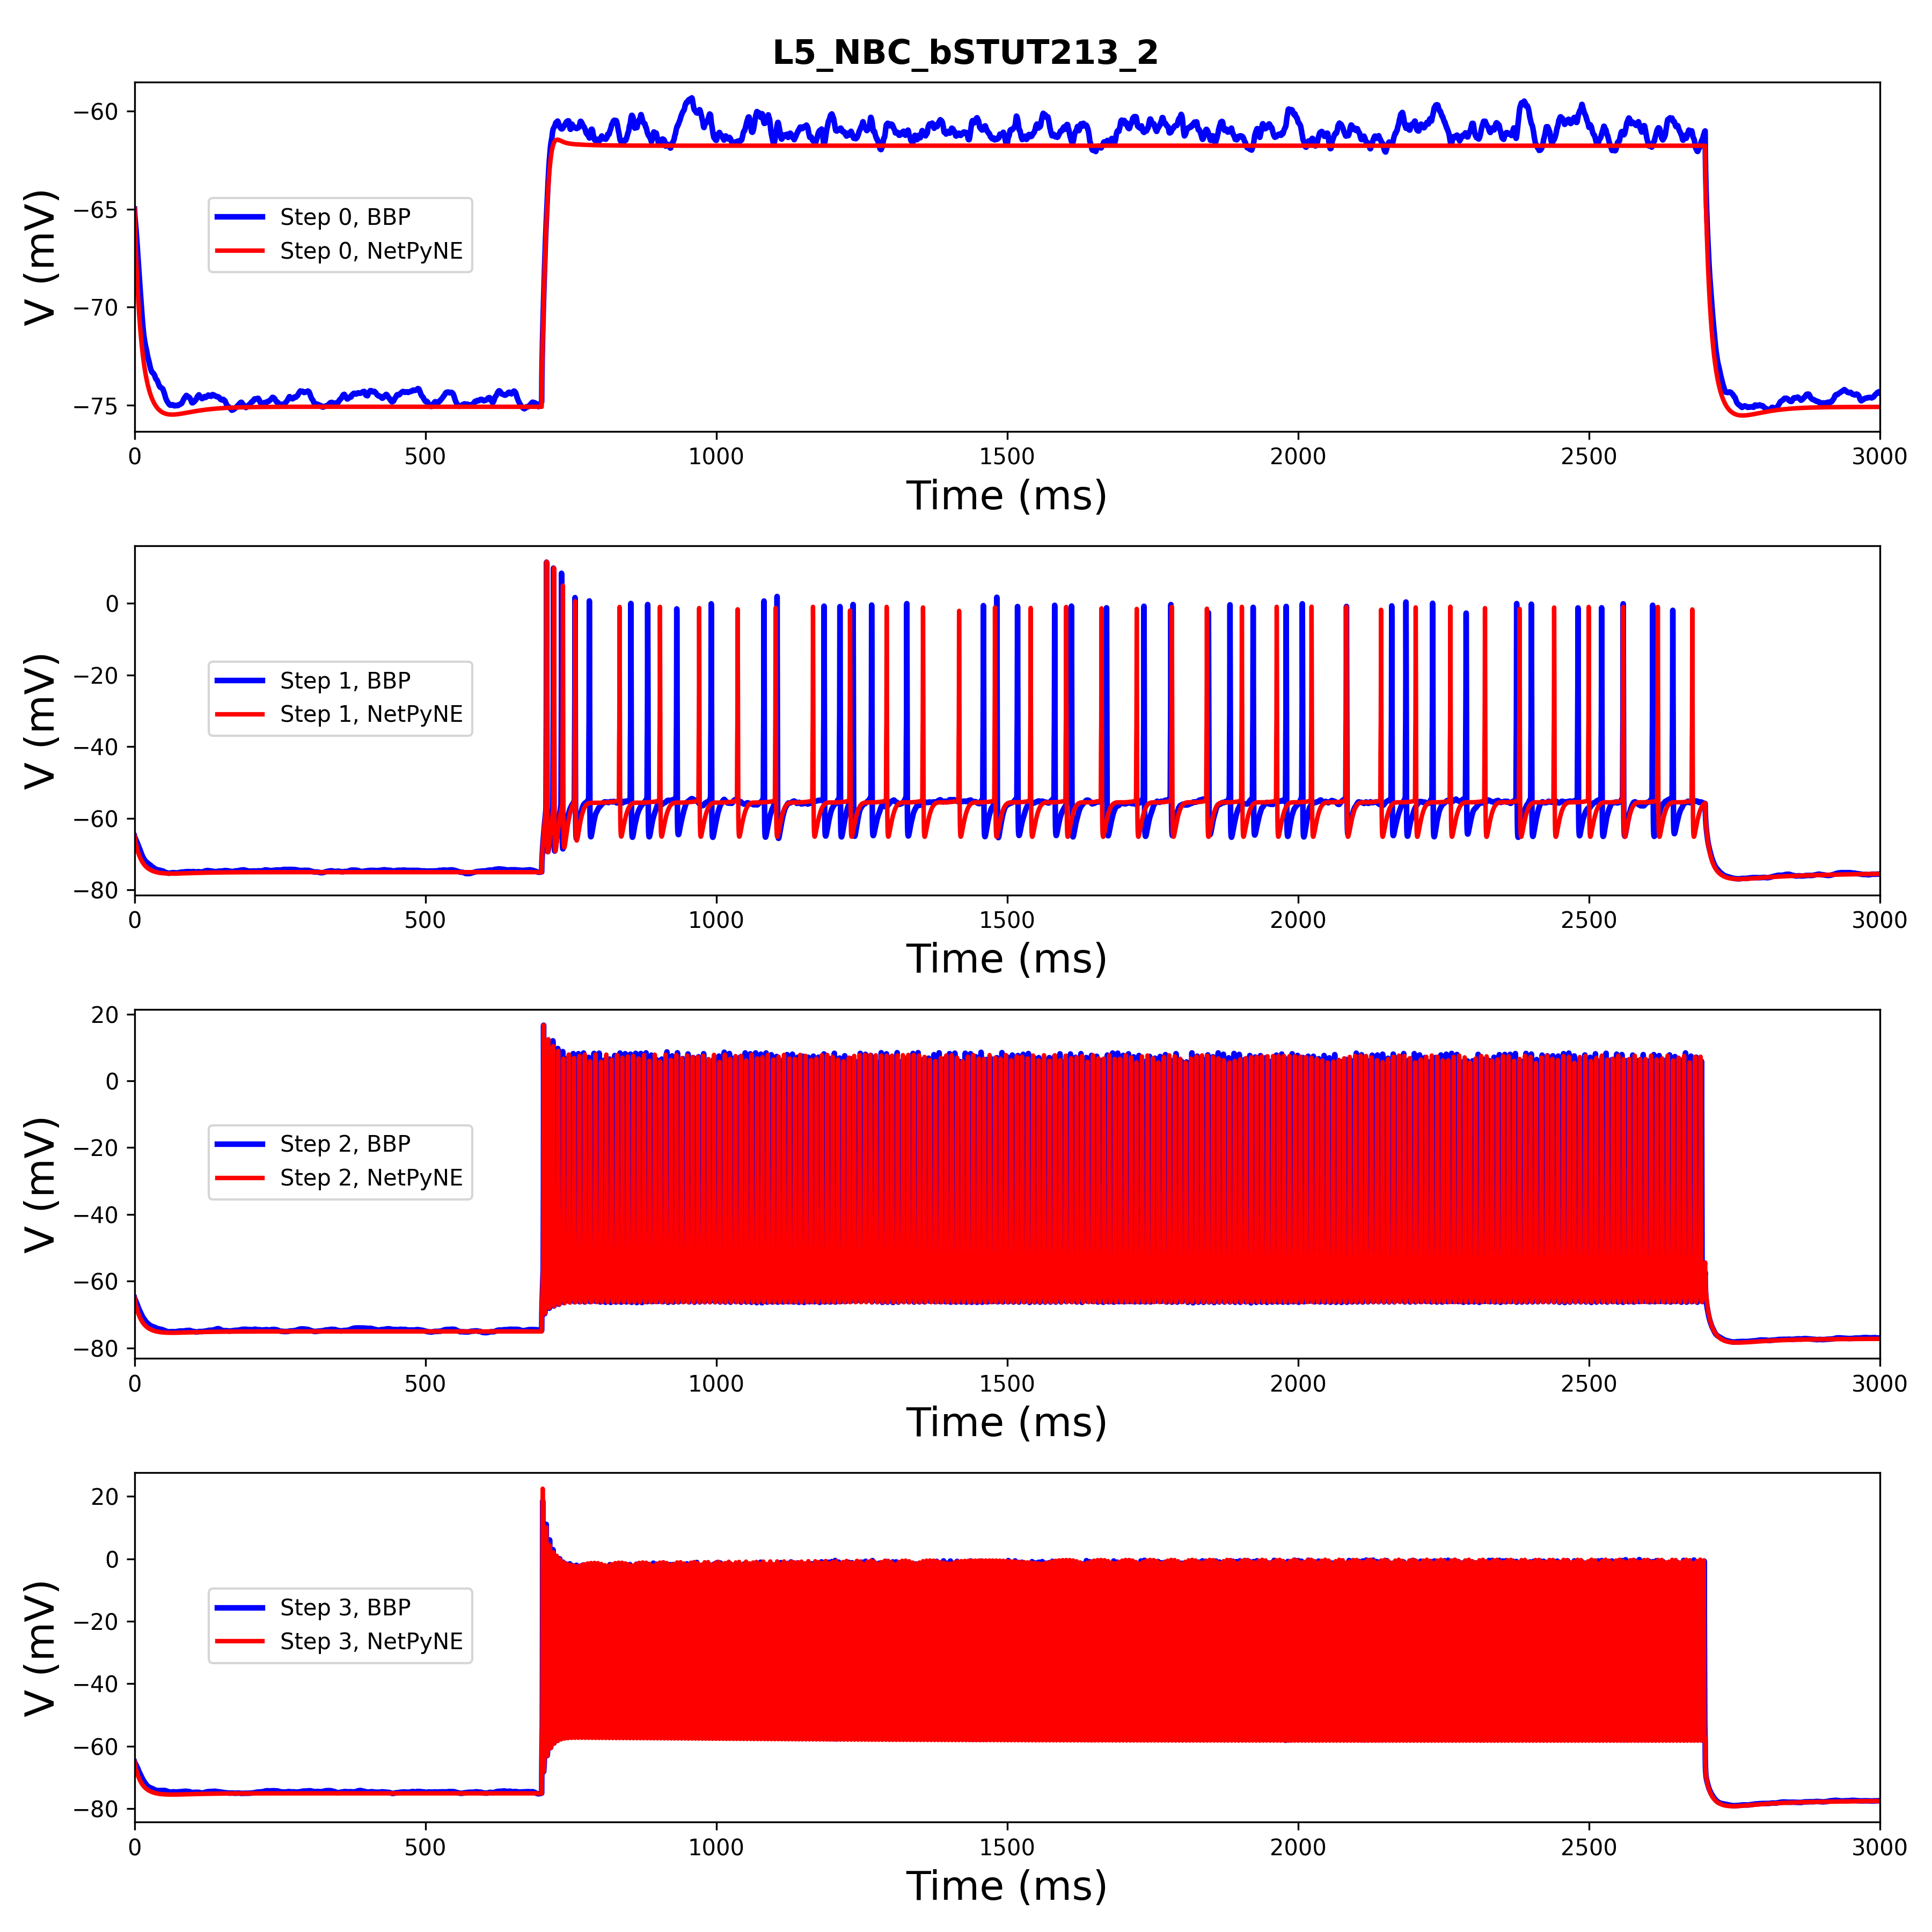 L5_NBC_bSTUT213_2
−60
−65
−70
−75
V (mV)
Step 0, BBP
Step 0, NetPyNE
0 500 1000 1500 2000 2500 3000
Time (ms)
0
−20
−40
−60
−80
V (mV)
Step 1, BBP
Step 1, NetPyNE
0 500 1000 1500 2000 2500 3000
Time (ms)
20
0
−20
−40
−60
−80
V (mV)
Step 2, BBP
Step 2, NetPyNE
0 500 1000 1500 2000 2500 3000
Time (ms)
20
0
−20
−40
−60
−80
V (mV)
Step 3, BBP
Step 3, NetPyNE
0 500 1000 1500 2000 2500 3000
Time (ms)